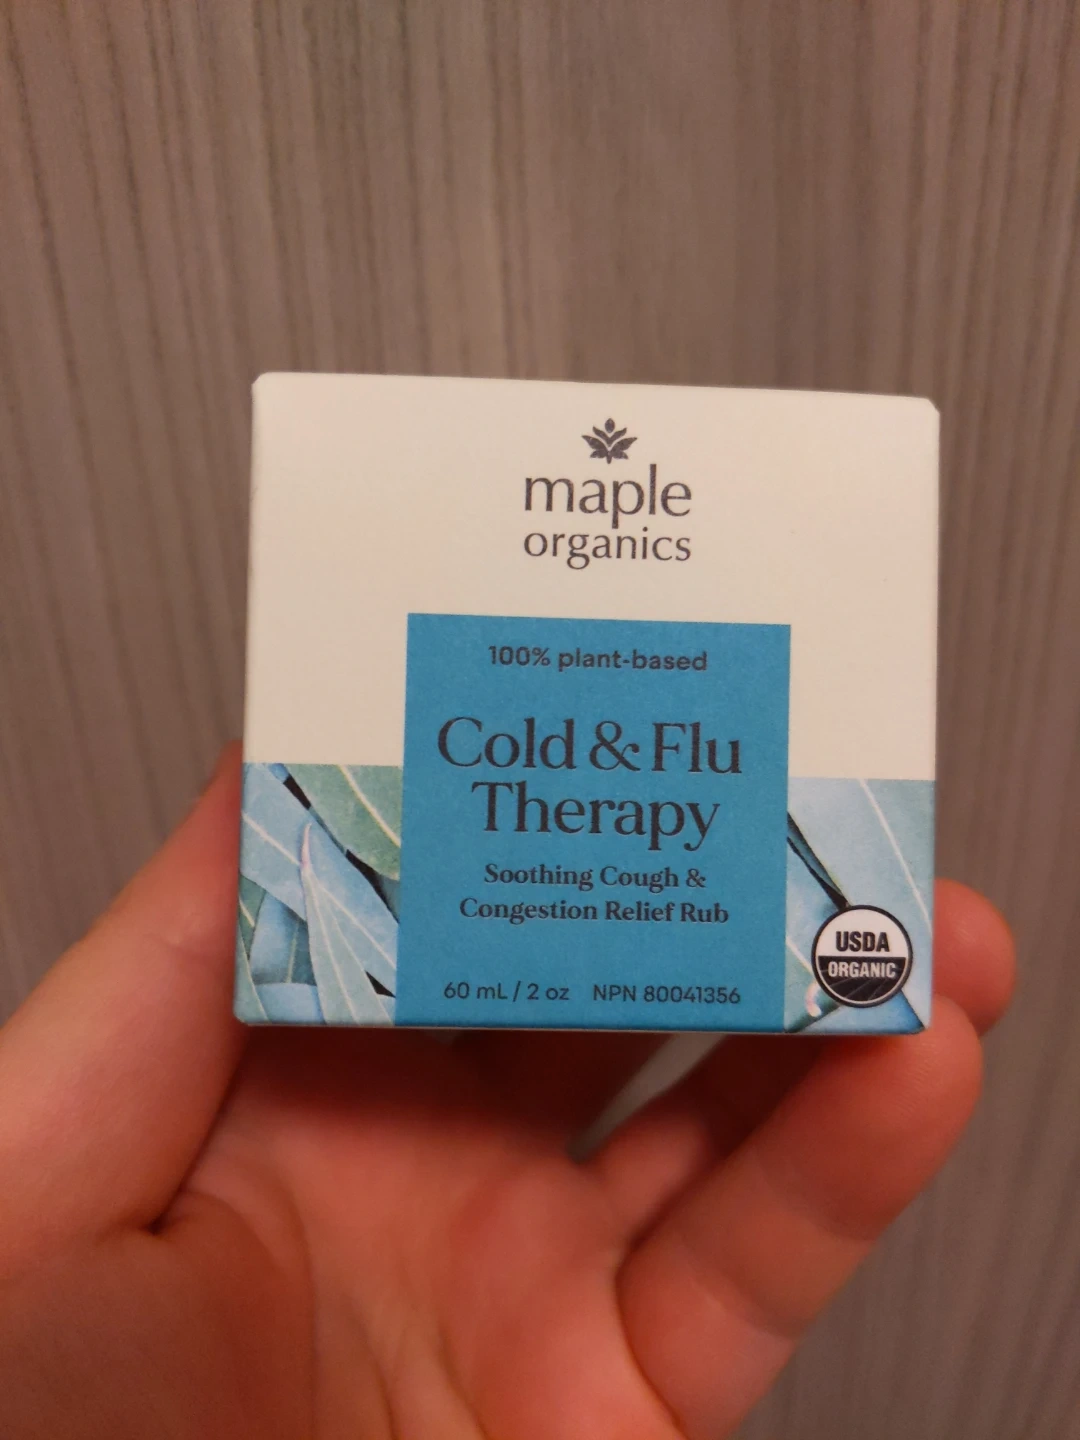 maple
organics
100% plant-based
Cold & Flu
Therapy
Soothing Cough &
Congestion Relief Rub
60 mL / 2 oz NPN 80041356
USDA
ORGANIC